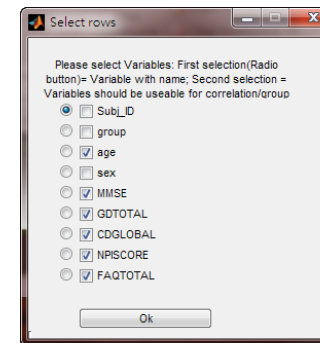 Select rows
Please select Variables: First selection(Radio
button)= Variable with name; Second selection =
Variables should be useable for correlation/group
Subj_ID
group
age
sex
MMSE
GDTOTAL
CDGLOBAL
NPISCORE
FAQTOTAL
Ok